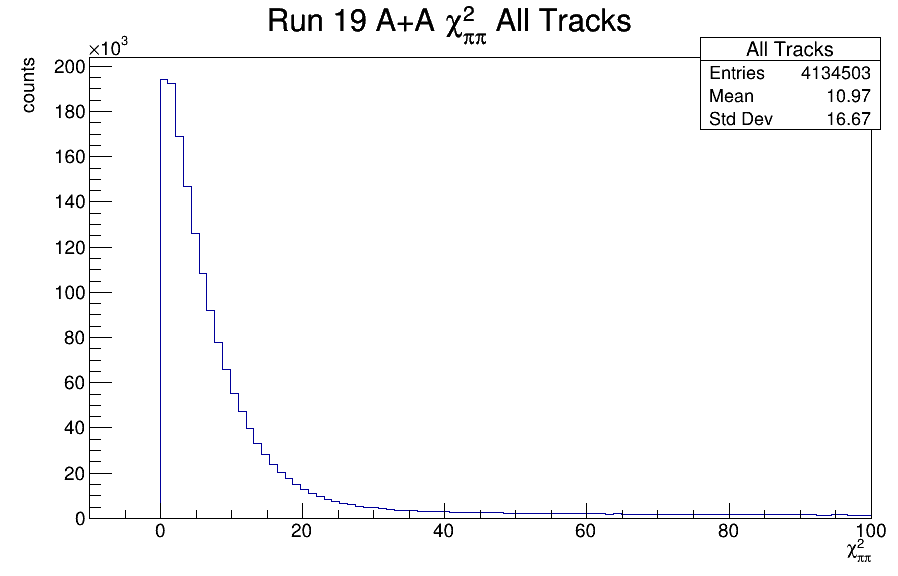 Run 19 A+A χ²ππ All Tracks
×10³
All Tracks
Entries 4134503
Mean 10.97
Std Dev 16.67
counts
200
180
160
140
120
100
80
60
40
20
0
0 20 40 60 80 100
χ²ππ